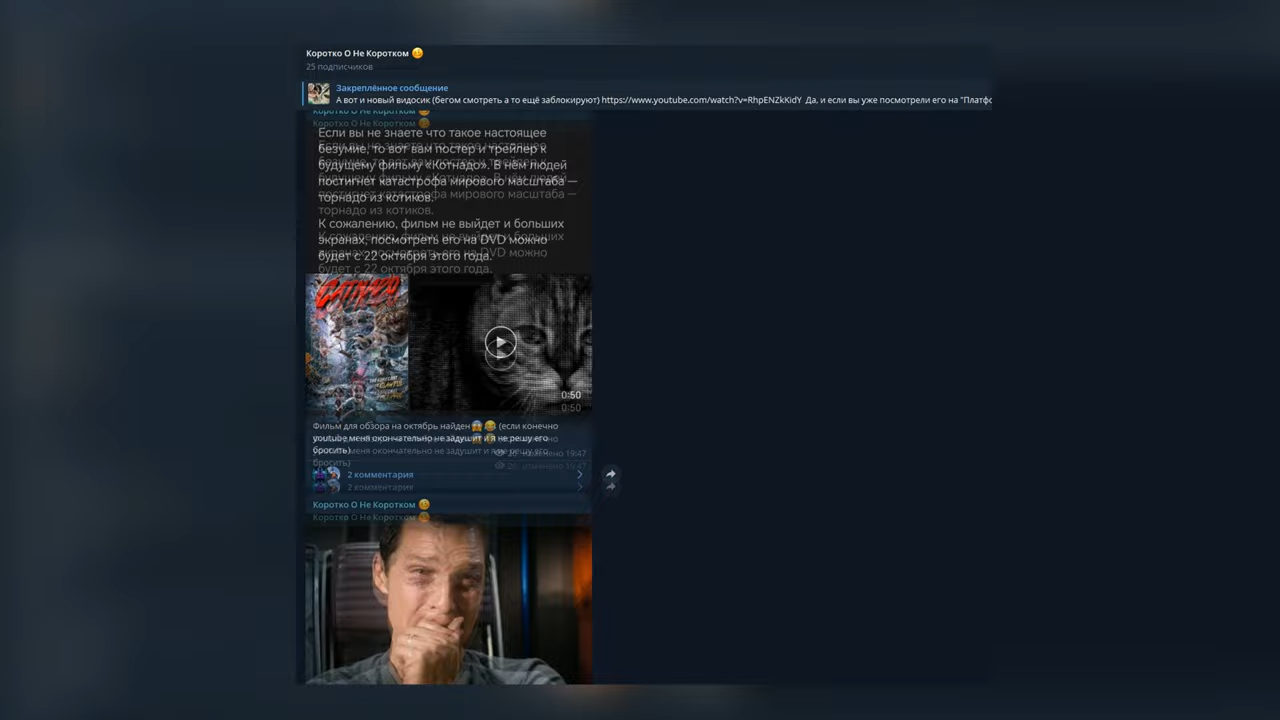 Коротко О Не Коротком
25 подписчиков
Закреплённое сообщение
А вот и новый видосик (бегом смотреть а то ещё заблокируют) https://www.youtube.com/watch?v=RhpENZkKidY Да, и если вы уже посмотрели его на "Платфо
Коротко О Не Коротком
Если вы не знаете что такое настоящее
безумие, то вот вам постер и трейлер к
будущему фильму «Котнадо». В нём людей
постигнет катастрофа мирового масштаба —
торнадо из котиков.
К сожалению, фильм не выйдет и больших
экранах, посмотреть его на DVD можно
будет с 22 октября этого года.
CATNADO
0:50
Фильм для обзора на октябрь найден (если конечно
youtube меня окончательно не задушит и я не решу его
бросить)
изменено 19:47
2 комментария
Коротко О Не Коротком